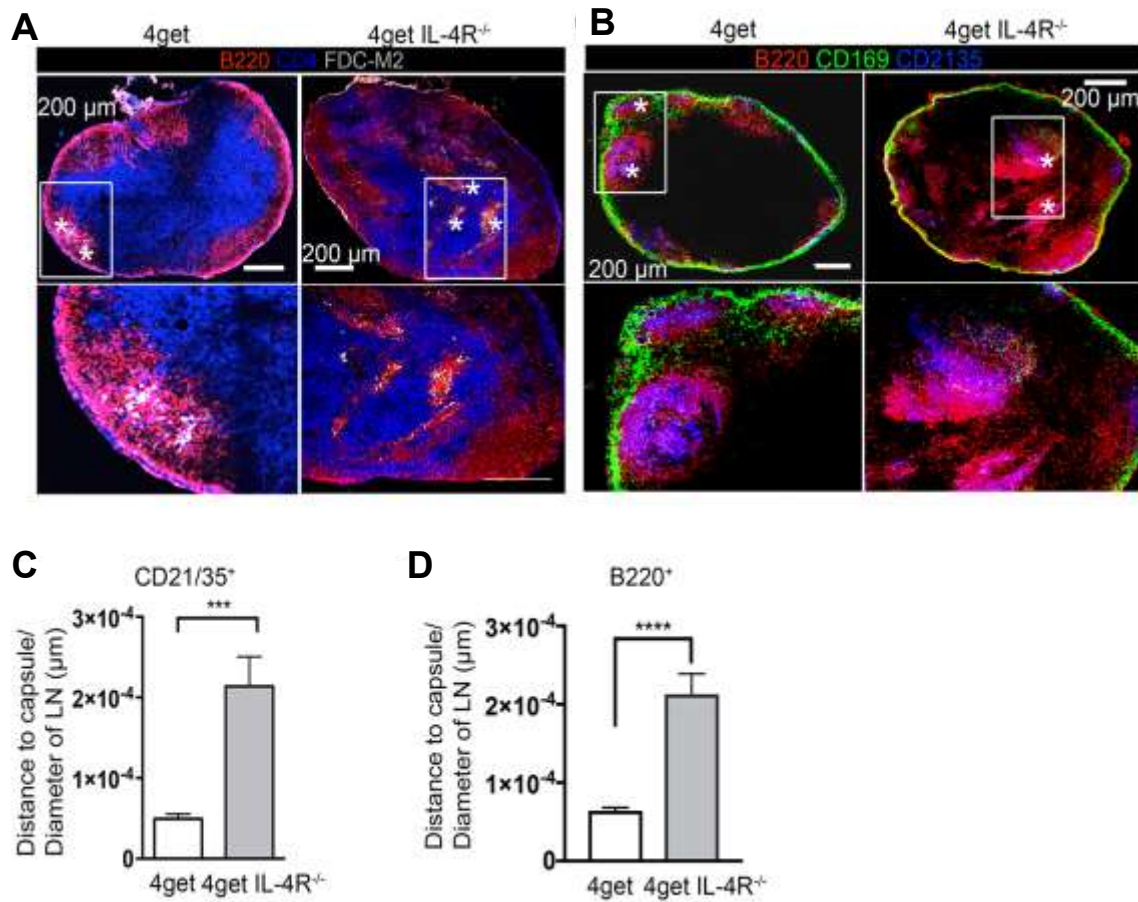 A
4get
4get IL-4R⁻/⁻
B220 CD4 FDC-M2
200 µm
200 µm
B
4get
4get IL-4R⁻/⁻
B220 CD169 CD2135
200 µm
200 µm
C
CD21/35⁺
***
Distance to capsule/
Diameter of LN (µm)
3×10⁻⁴
2×10⁻⁴
1×10⁻⁴
0
4get 4get IL-4R⁻/⁻
D
B220⁺
****
Distance to capsule/
Diameter of LN (µm)
3×10⁻⁴
2×10⁻⁴
1×10⁻⁴
0
4get 4get IL-4R⁻/⁻